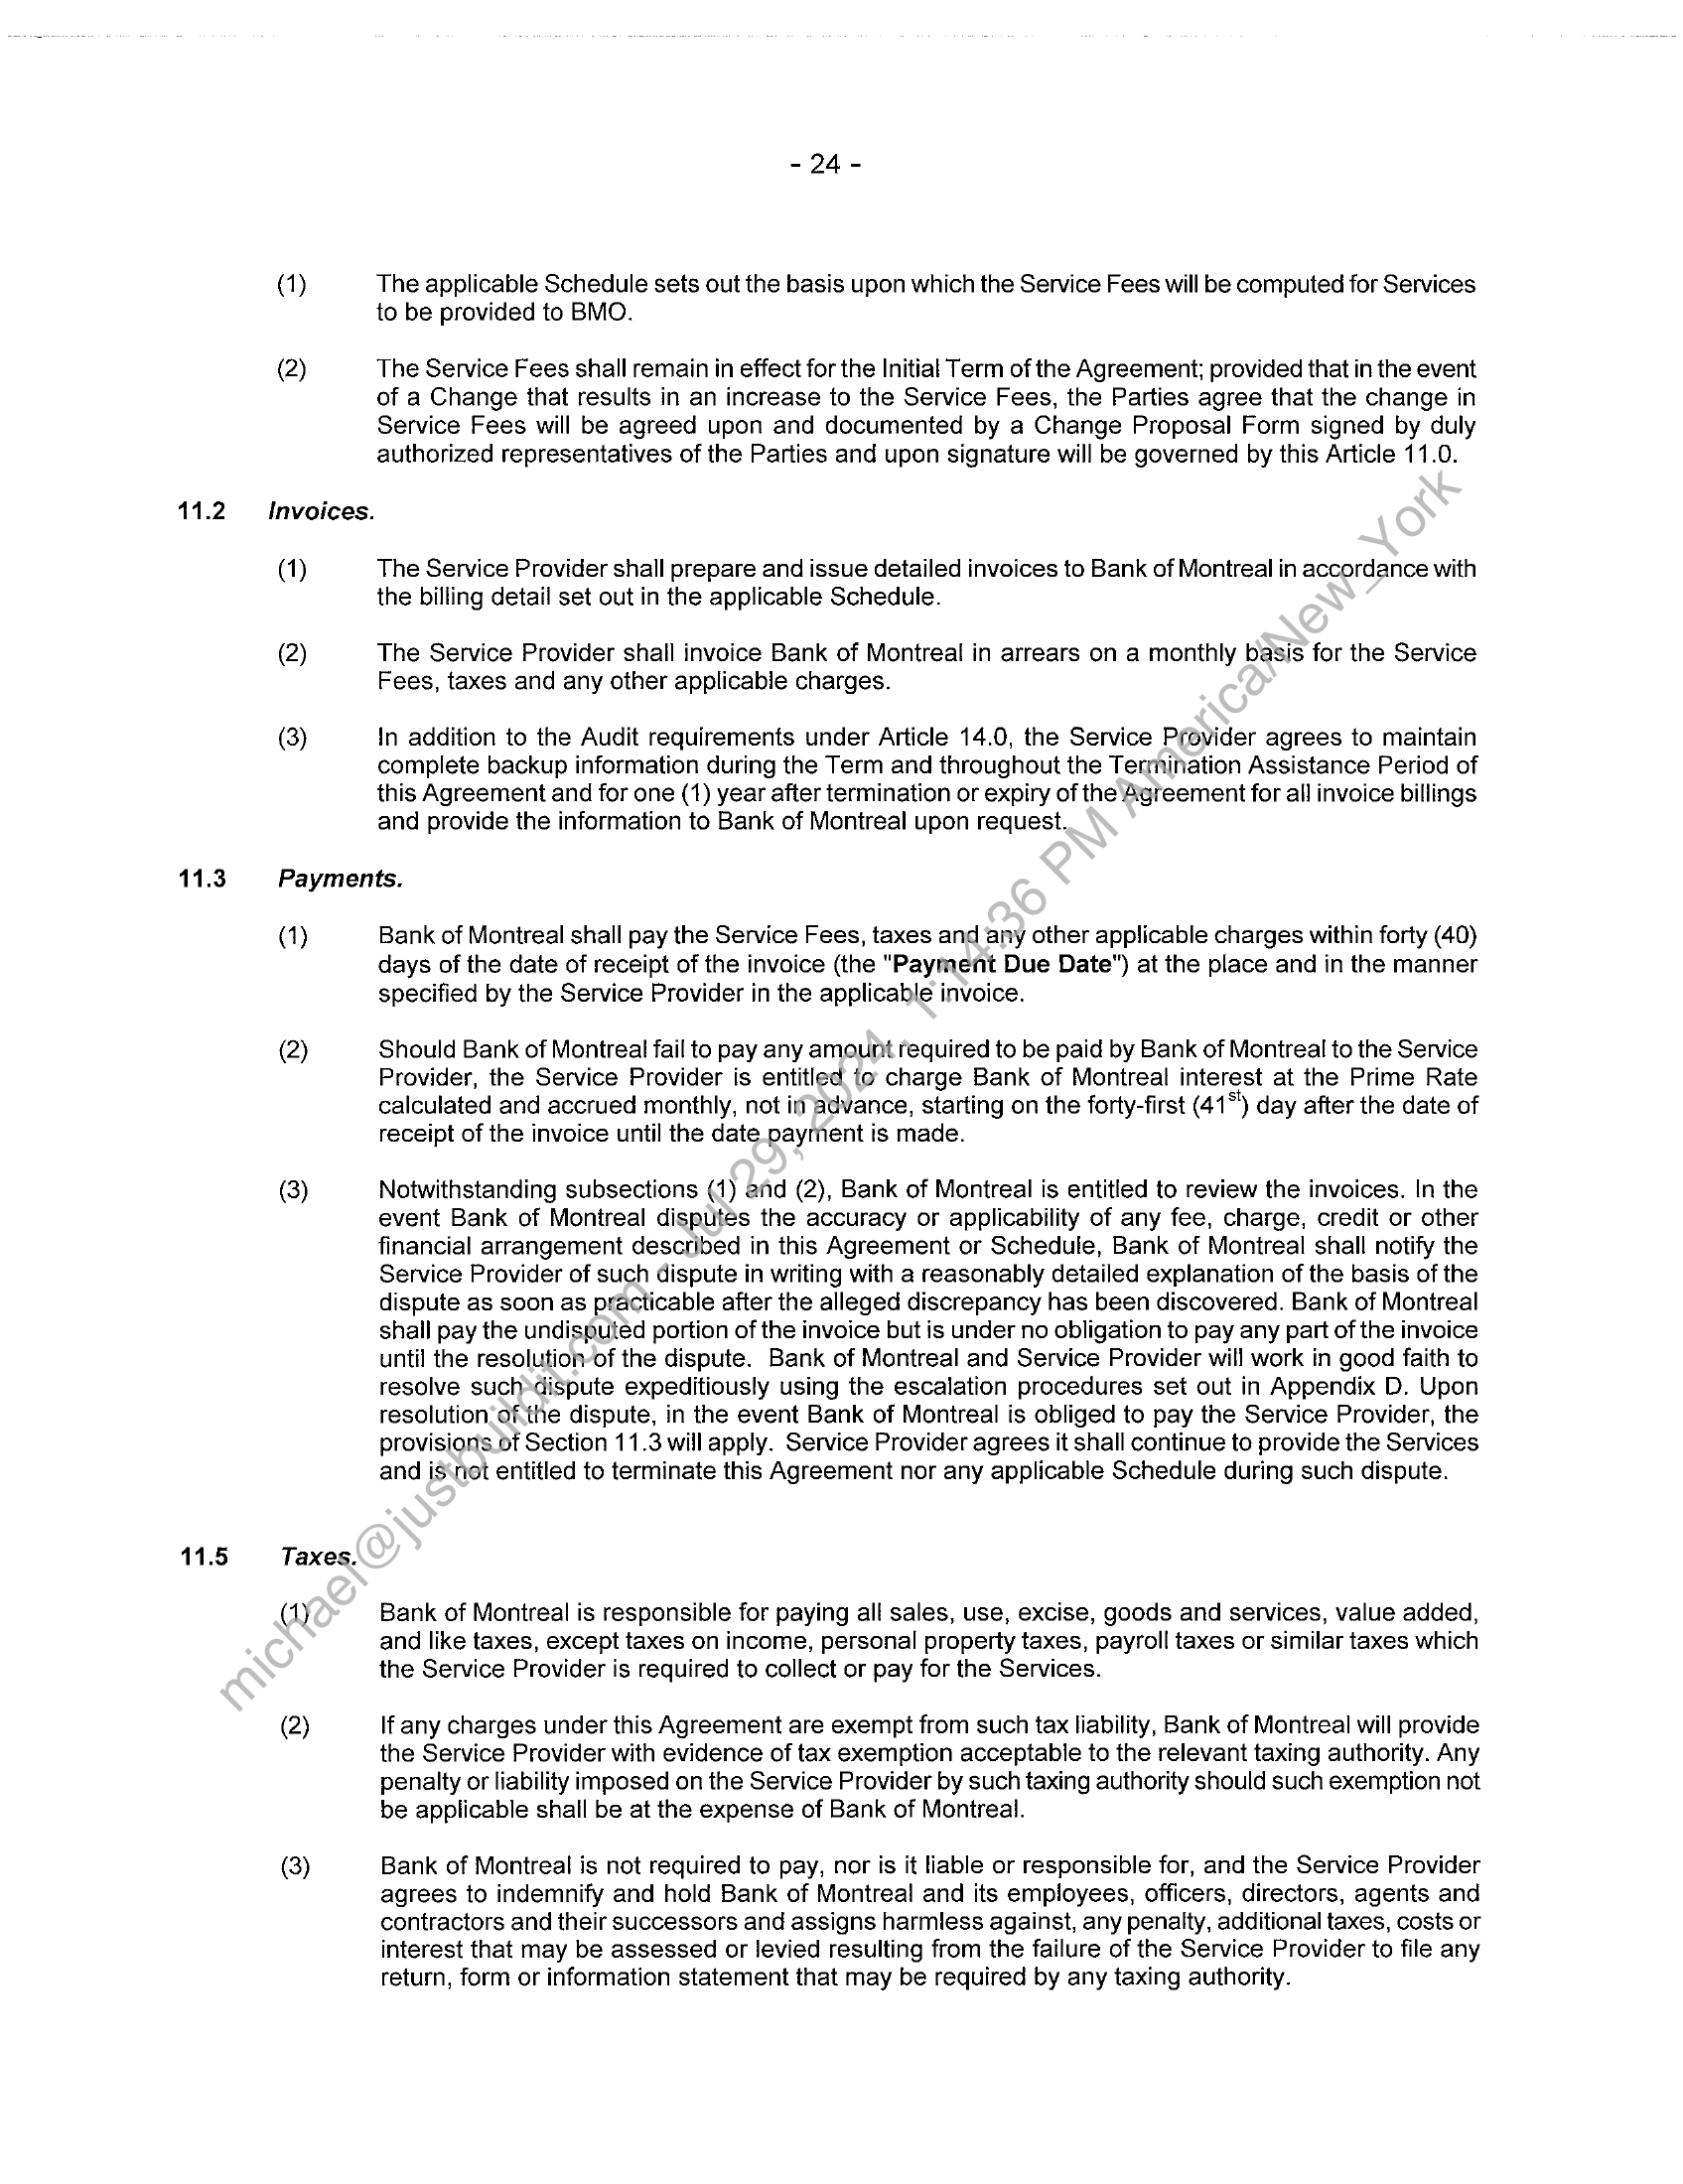 - 24 -
(1) The applicable Schedule sets out the basis upon which the Service Fees will be computed for Services
to be provided to BMO.
(2) The Service Fees shall remain in effect for the Initial Term of the Agreement; provided that in the event
of a Change that results in an increase to the Service Fees, the Parties agree that the change in
Service Fees will be agreed upon and documented by a Change Proposal Form signed by duly
authorized representatives of the Parties and upon signature will be governed by this Article 11.0.
11.2 Invoices.
(1) The Service Provider shall prepare and issue detailed invoices to Bank of Montreal in accordance with
the billing detail set out in the applicable Schedule.
(2) The Service Provider shall invoice Bank of Montreal in arrears on a monthly basis for the Service
Fees, taxes and any other applicable charges.
(3) In addition to the Audit requirements under Article 14.0, the Service Provider agrees to maintain
complete backup information during the Term and throughout the Termination Assistance Period of
this Agreement and for one (1) year after termination or expiry of the Agreement for all invoice billings
and provide the information to Bank of Montreal upon request.
11.3 Payments.
(1) Bank of Montreal shall pay the Service Fees, taxes and any other applicable charges within forty (40)
days of the date of receipt of the invoice (the "Payment Due Date") at the place and in the manner
specified by the Service Provider in the applicable invoice.
(2) Should Bank of Montreal fail to pay any amount required to be paid by Bank of Montreal to the Service
Provider, the Service Provider is entitled to charge Bank of Montreal interest at the Prime Rate
calculated and accrued monthly, not in advance, starting on the forty-first (41st) day after the date of
receipt of the invoice until the date payment is made.
(3) Notwithstanding subsections (1) and (2), Bank of Montreal is entitled to review the invoices. In the
event Bank of Montreal disputes the accuracy or applicability of any fee, charge, credit or other
financial arrangement described in this Agreement or Schedule, Bank of Montreal shall notify the
Service Provider of such dispute in writing with a reasonably detailed explanation of the basis of the
dispute as soon as practicable after the alleged discrepancy has been discovered. Bank of Montreal
shall pay the undisputed portion of the invoice but is under no obligation to pay any part of the invoice
until the resolution of the dispute. Bank of Montreal and Service Provider will work in good faith to
resolve such dispute expeditiously using the escalation procedures set out in Appendix D. Upon
resolution of the dispute, in the event Bank of Montreal is obliged to pay the Service Provider, the
provisions of Section 11.3 will apply. Service Provider agrees it shall continue to provide the Services
and is not entitled to terminate this Agreement nor any applicable Schedule during such dispute.
11.5 Taxes.
(1) Bank of Montreal is responsible for paying all sales, use, excise, goods and services, value added,
and like taxes, except taxes on income, personal property taxes, payroll taxes or similar taxes which
the Service Provider is required to collect or pay for the Services.
(2) If any charges under this Agreement are exempt from such tax liability, Bank of Montreal will provide
the Service Provider with evidence of tax exemption acceptable to the relevant taxing authority. Any
penalty or liability imposed on the Service Provider by such taxing authority should such exemption not
be applicable shall be at the expense of Bank of Montreal.
(3) Bank of Montreal is not required to pay, nor is it liable or responsible for, and the Service Provider
agrees to indemnify and hold Bank of Montreal and its employees, officers, directors, agents and
contractors and their successors and assigns harmless against, any penalty, additional taxes, costs or
interest that may be assessed or levied resulting from the failure of the Service Provider to file any
return, form or information statement that may be required by any taxing authority.
michael@justbuildit.com - Jul 29, 2024, 1:14:36 PM America/New_York